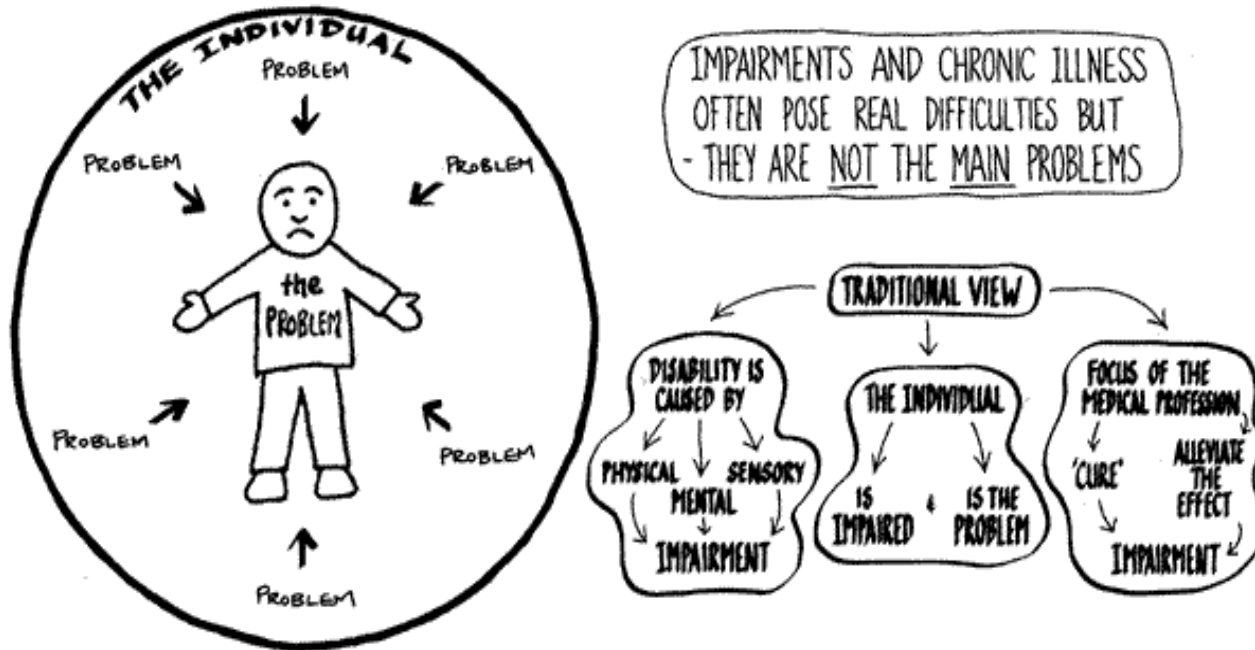 THE INDIVIDUAL
PROBLEM
PROBLEM
PROBLEM
the
PROBLEM
PROBLEM
PROBLEM
PROBLEM
IMPAIRMENTS AND CHRONIC ILLNESS
OFTEN POSE REAL DIFFICULTIES BUT
- THEY ARE NOT THE MAIN PROBLEMS
TRADITIONAL VIEW
DISABILITY IS
CAUSED BY
PHYSICAL
SENSORY
MENTAL
IMPAIRMENT
THE INDIVIDUAL
IS
IMPAIRED
&
IS THE
PROBLEM
FOCUS OF THE
MEDICAL PROFESSION
'CURE'
ALLEVIATE
THE
EFFECT
IMPAIRMENT